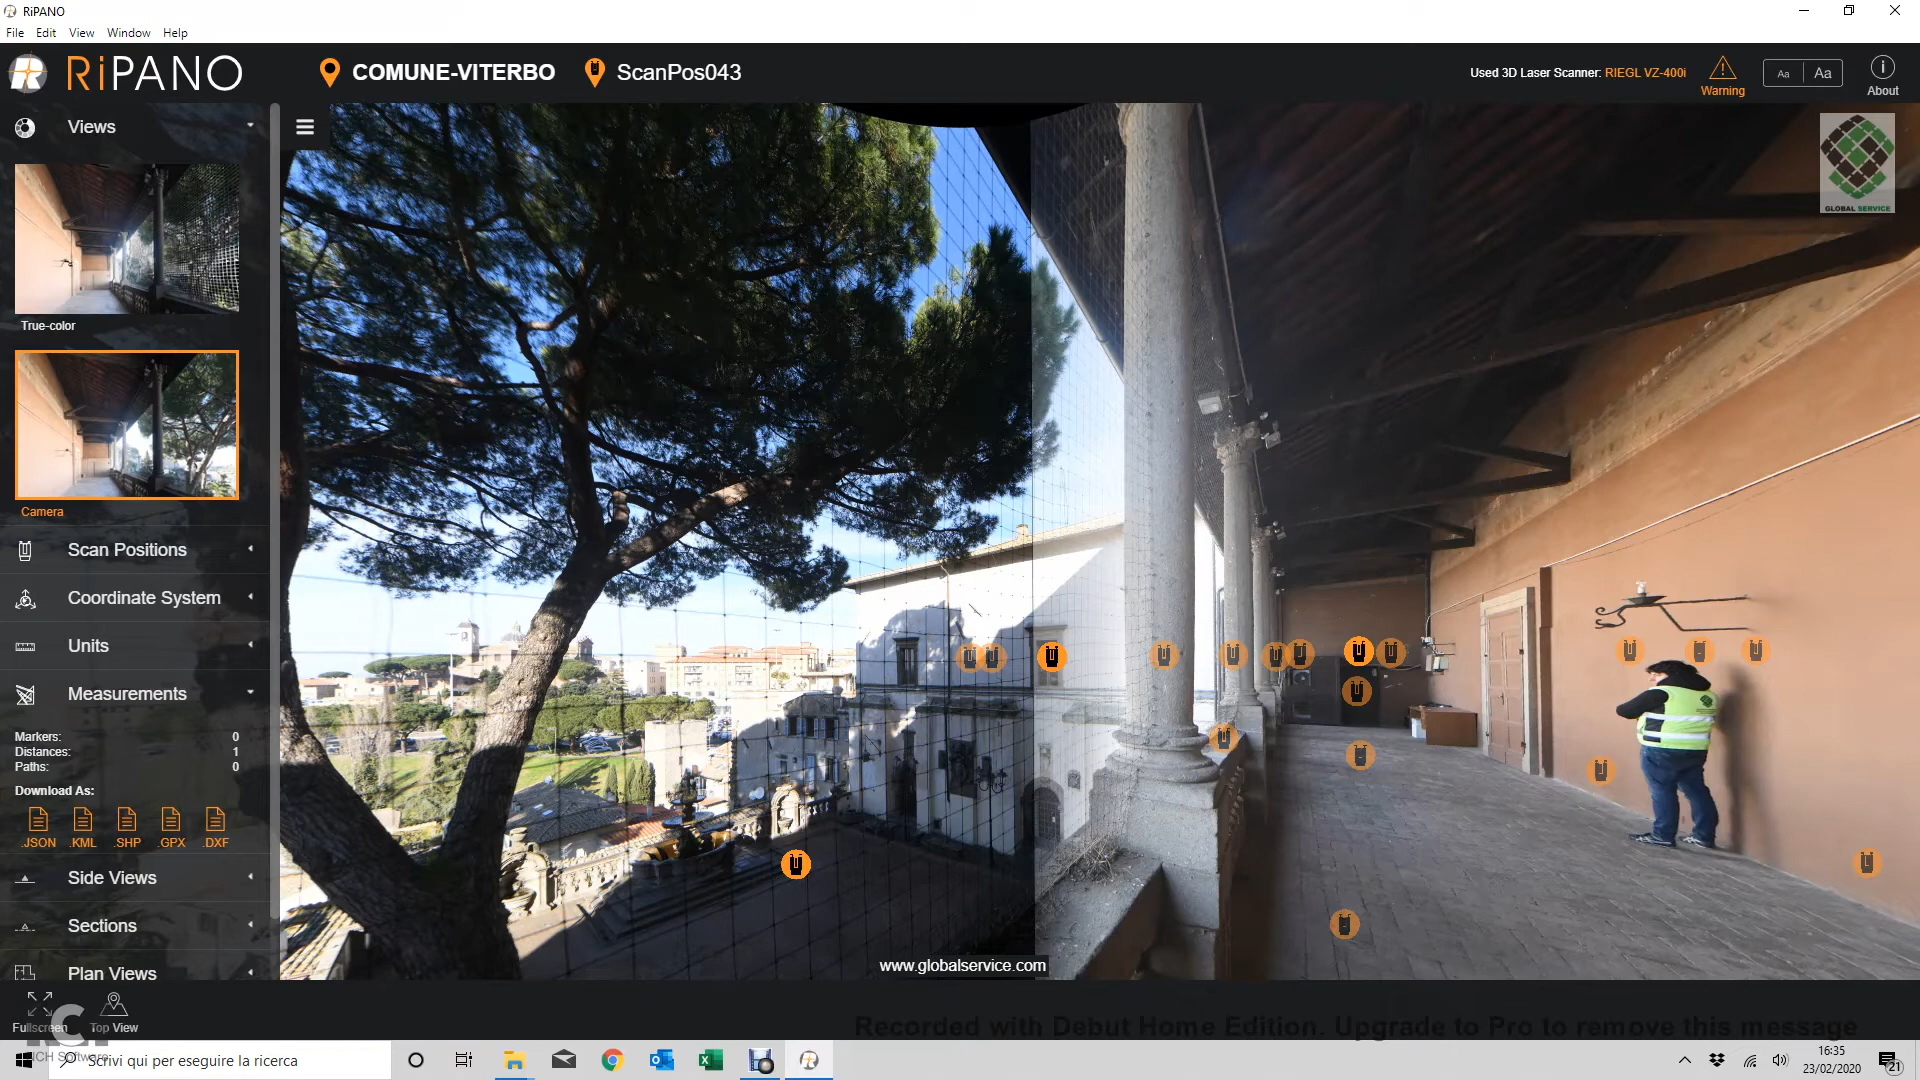 RiPANO
File Edit View Window Help
RiPANO
COMUNE-VITERBO
ScanPos043
Used 3D Laser Scanner: RIEGL VZ-400i
Warning
Aa Aa
About
Views
GLOBAL SERVICE
True-color
Camera
Scan Positions
Coordinate System
Units
Measurements
Markers: 0
Distances: 1
Paths: 0
Download As:
.JSON .KML .SHP .GPX .DXF
Side Views
Sections
Plan Views
www.globalservice.com
Fullscreen Top View
Recorded with Debut Home Edition. Upgrade to Pro to remove this message
NCH Software
Scrivi qui per eseguire la ricerca
16:35
23/02/2020
21